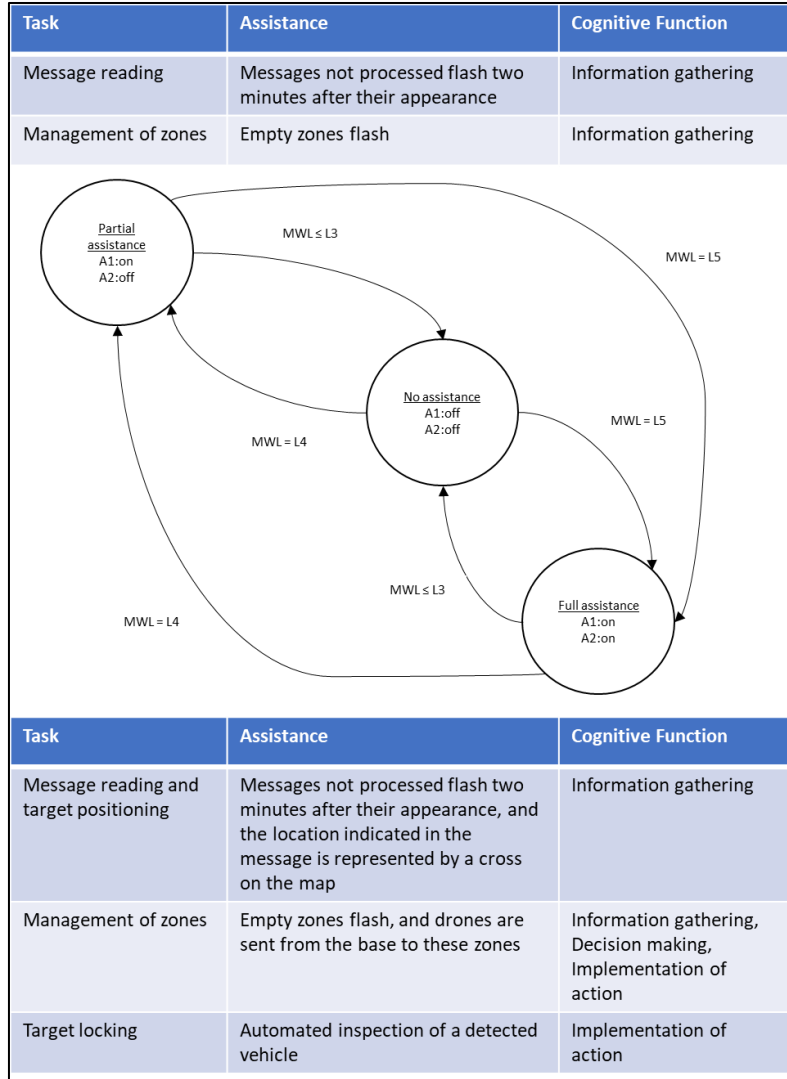 Task Assistance Cognitive Function
Message reading Messages not processed flash two Information gathering
minutes after their appearance
Management of zones Empty zones flash Information gathering
Partial
assistance
A1:on
A2:off
MWL ≤ L3
MWL = L5
No assistance
A1:off
A2:off
MWL = L4
MWL = L5
MWL ≤ L3
Full assistance
A1:on
A2:on
MWL = L4
Task Assistance Cognitive Function
Message reading and Messages not processed flash two Information gathering
target positioning minutes after their appearance, and
the location indicated in the
message is represented by a cross
on the map
Management of zones Empty zones flash, and drones are Information gathering,
sent from the base to these zones Decision making,
Implementation of
action
Target locking Automated inspection of a detected Implementation of
vehicle action